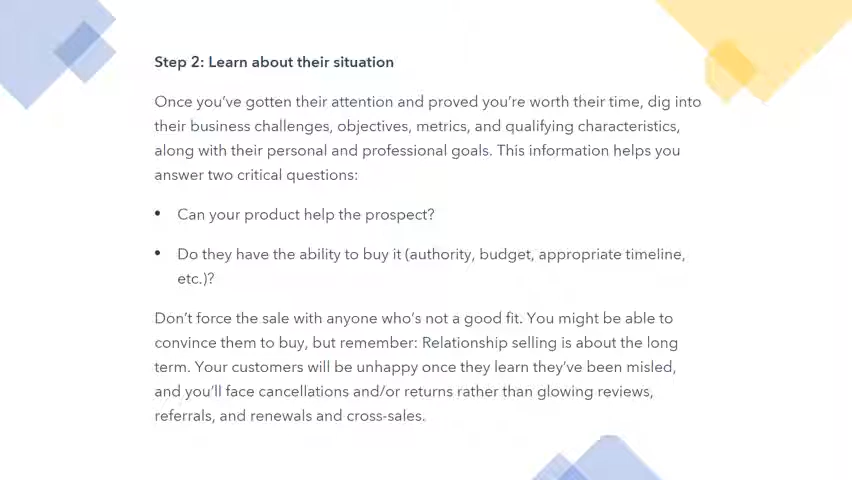 Step 2: Learn about their situation
Once you’ve gotten their attention and proved you’re worth their time, dig into
their business challenges, objectives, metrics, and qualifying characteristics,
along with their personal and professional goals. This information helps you
answer two critical questions:
• Can your product help the prospect?
• Do they have the ability to buy it (authority, budget, appropriate timeline,
etc.)?
Don’t force the sale with anyone who’s not a good fit. You might be able to
convince them to buy, but remember: Relationship selling is about the long
term. Your customers will be unhappy once they learn they’ve been misled,
and you’ll face cancellations and/or returns rather than glowing reviews,
referrals, and renewals and cross-sales.